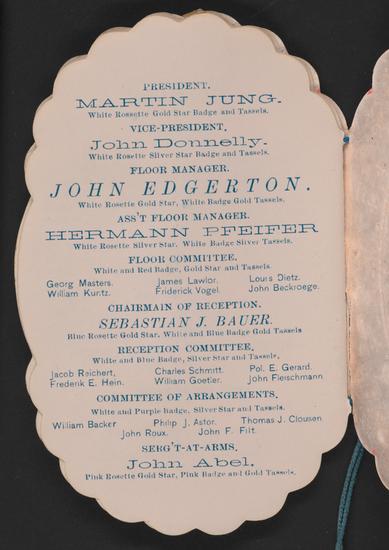 PRESIDENT.
MARTIN JUNG.
White Rossette Gold Star Badge and Tassels.
VICE-PRESIDENT.
John Donnelly.
White Rosette Silver Star Badge and Tassels.
FLOOR MANAGER.
JOHN EDGERTON.
White Rosette Gold Star, White Badge Gold Tassels.
ASS'T FLOOR MANAGER.
HERMANN PFEIFER
White Rosette Silver Star. White Badge Silver Tassels.
FLOOR COMMITTEE,
White and Red Badge, Gold Star and Tassels
Georg Masters. James Lawlor. Louis Dietz.
William Kurtz. Friderick Vogel. John Beckroege.
CHAIRMAIN OF RECEPTION.
SEBASTIAN J. BAUER.
Blue Rosette Gold Star. White and Blue Badge Gold Tassels
RECEPTION COMMITTEE,
White and Blue Badge, Silver Star and Tassels,
Jacob Reichert, Charles Schmitt. Pol. E. Gerard.
Frederik E. Hein. William Goetler. John Fleischmann
COMMITTEE OF ARRANGEMENTS.
White and Purple Badge, Silver Star and Tassels.
William Backer Philip J. Astor. Thomas J. Clousen
John Roux. John F. Filt.
SERG'T-AT-ARMS.
John Abel.
Pink Rosette Gold Star, Pink Badge and Gold Tassels.